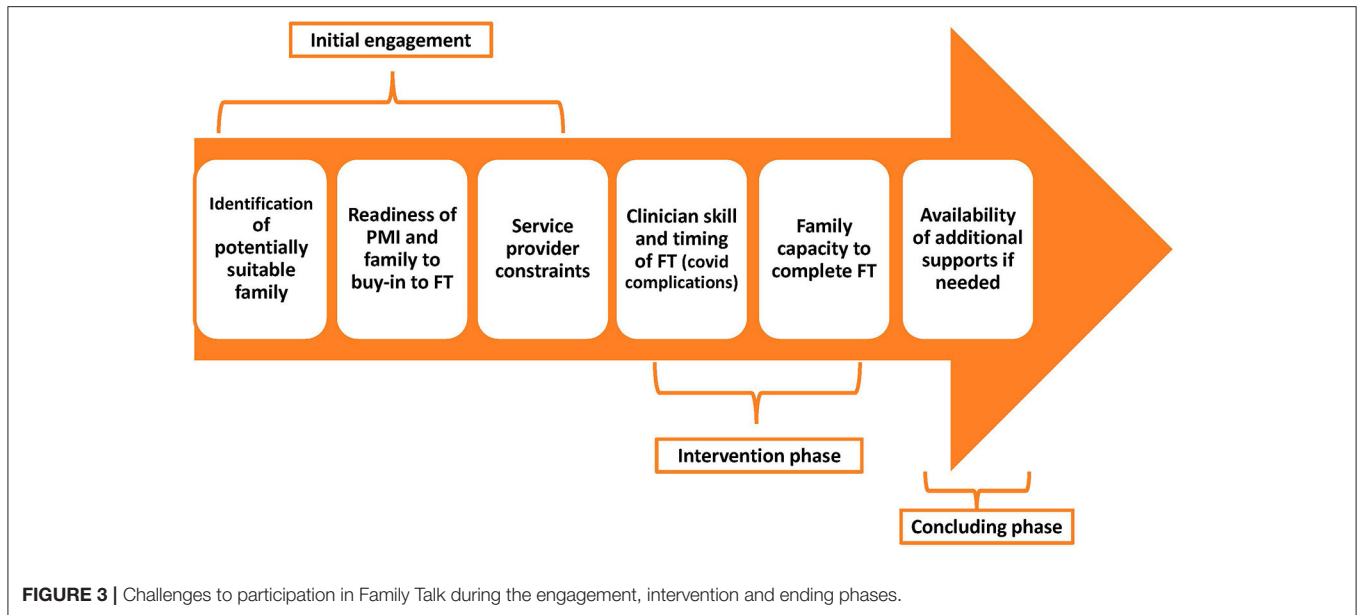 Initial engagement
Identification
of
potentially
suitable
family
Readiness of
PMI and
family to
buy-in to FT
Service
provider
constraints
Clinician skill
and timing
of FT (covid
complications)
Family
capacity to
complete FT
Availability
of additional
supports if
needed
Intervention phase
Concluding phase
FIGURE 3 | Challenges to participation in Family Talk during the engagement, intervention and ending phases.